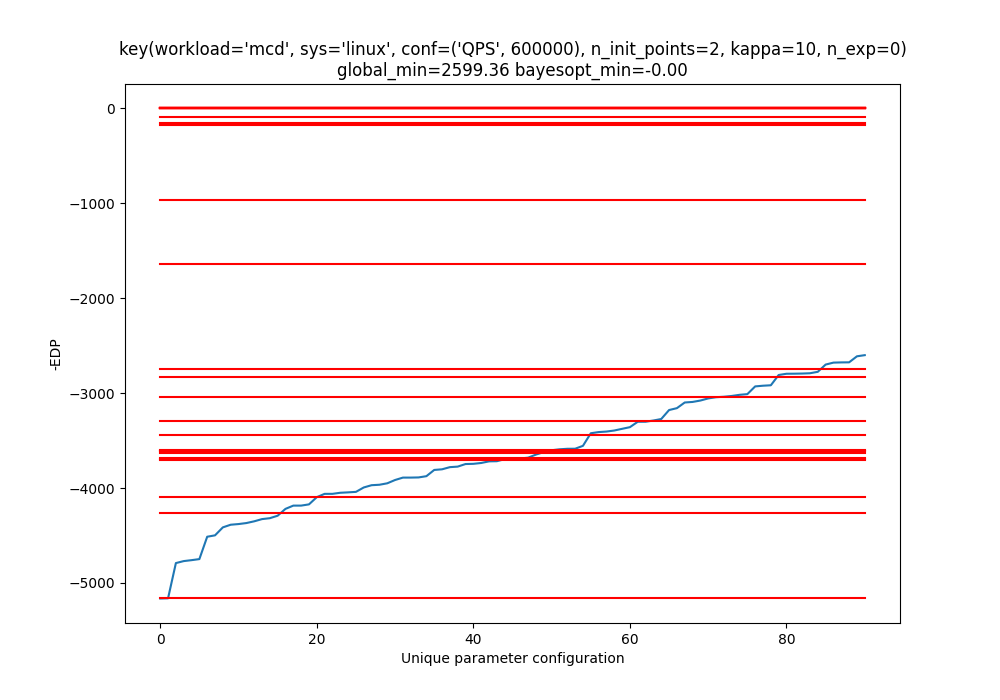 key(workload='mcd', sys='linux', conf=('QPS', 600000), n_init_points=2, kappa=10, n_exp=0)
global_min=2599.36 bayesopt_min=-0.00
0
−1000
−2000
−3000
−4000
−5000
-EDP
0 20 40 60 80
Unique parameter configuration